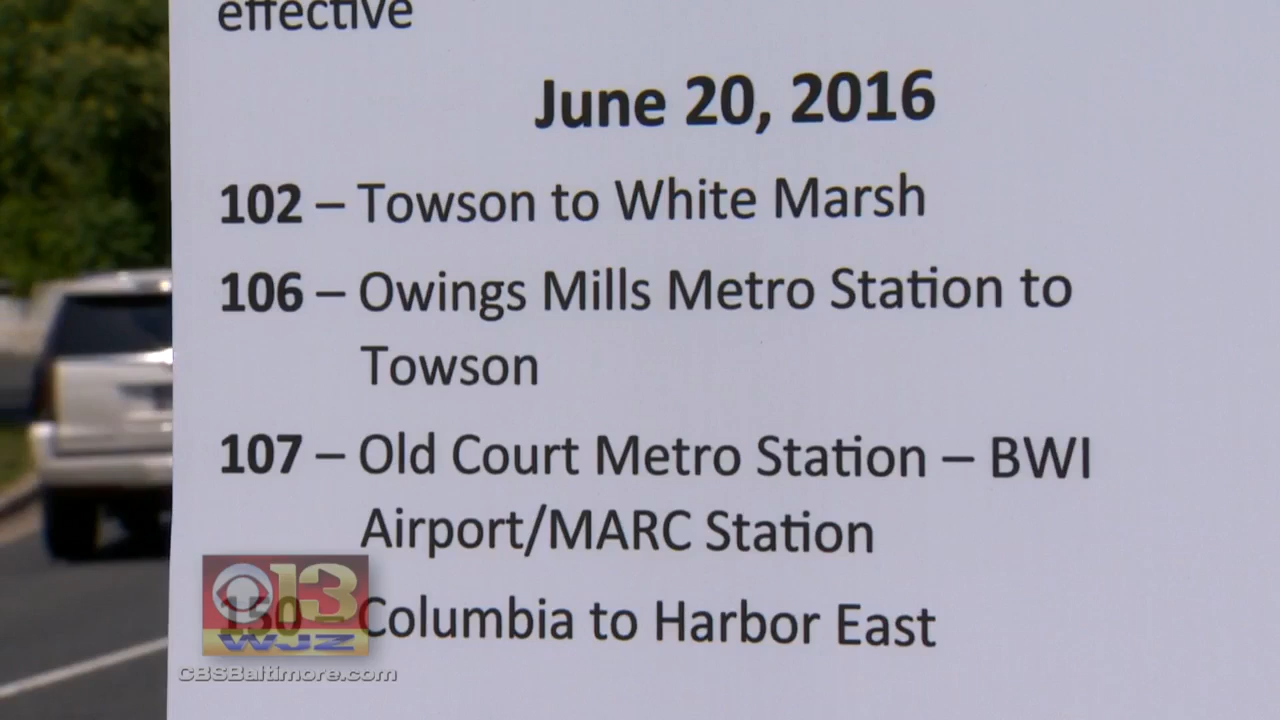 effective
June 20, 2016
102 – Towson to White Marsh
106 – Owings Mills Metro Station to
Towson
107 – Old Court Metro Station – BWI
Airport/MARC Station
150 – Columbia to Harbor East
13
WJZ
CBSBaltimore.com